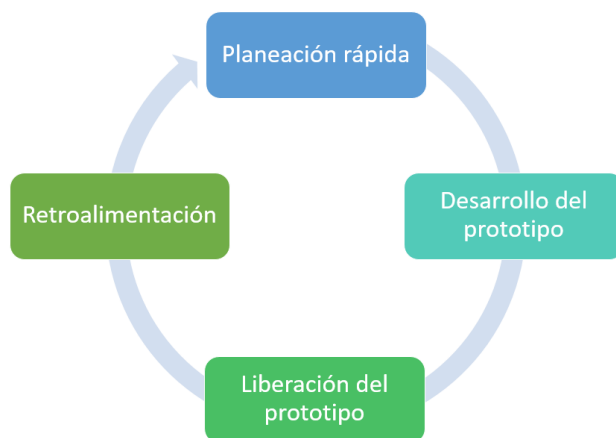 Planeación rápida
Desarrollo del
prototipo
Liberación del
prototipo
Retroalimentación